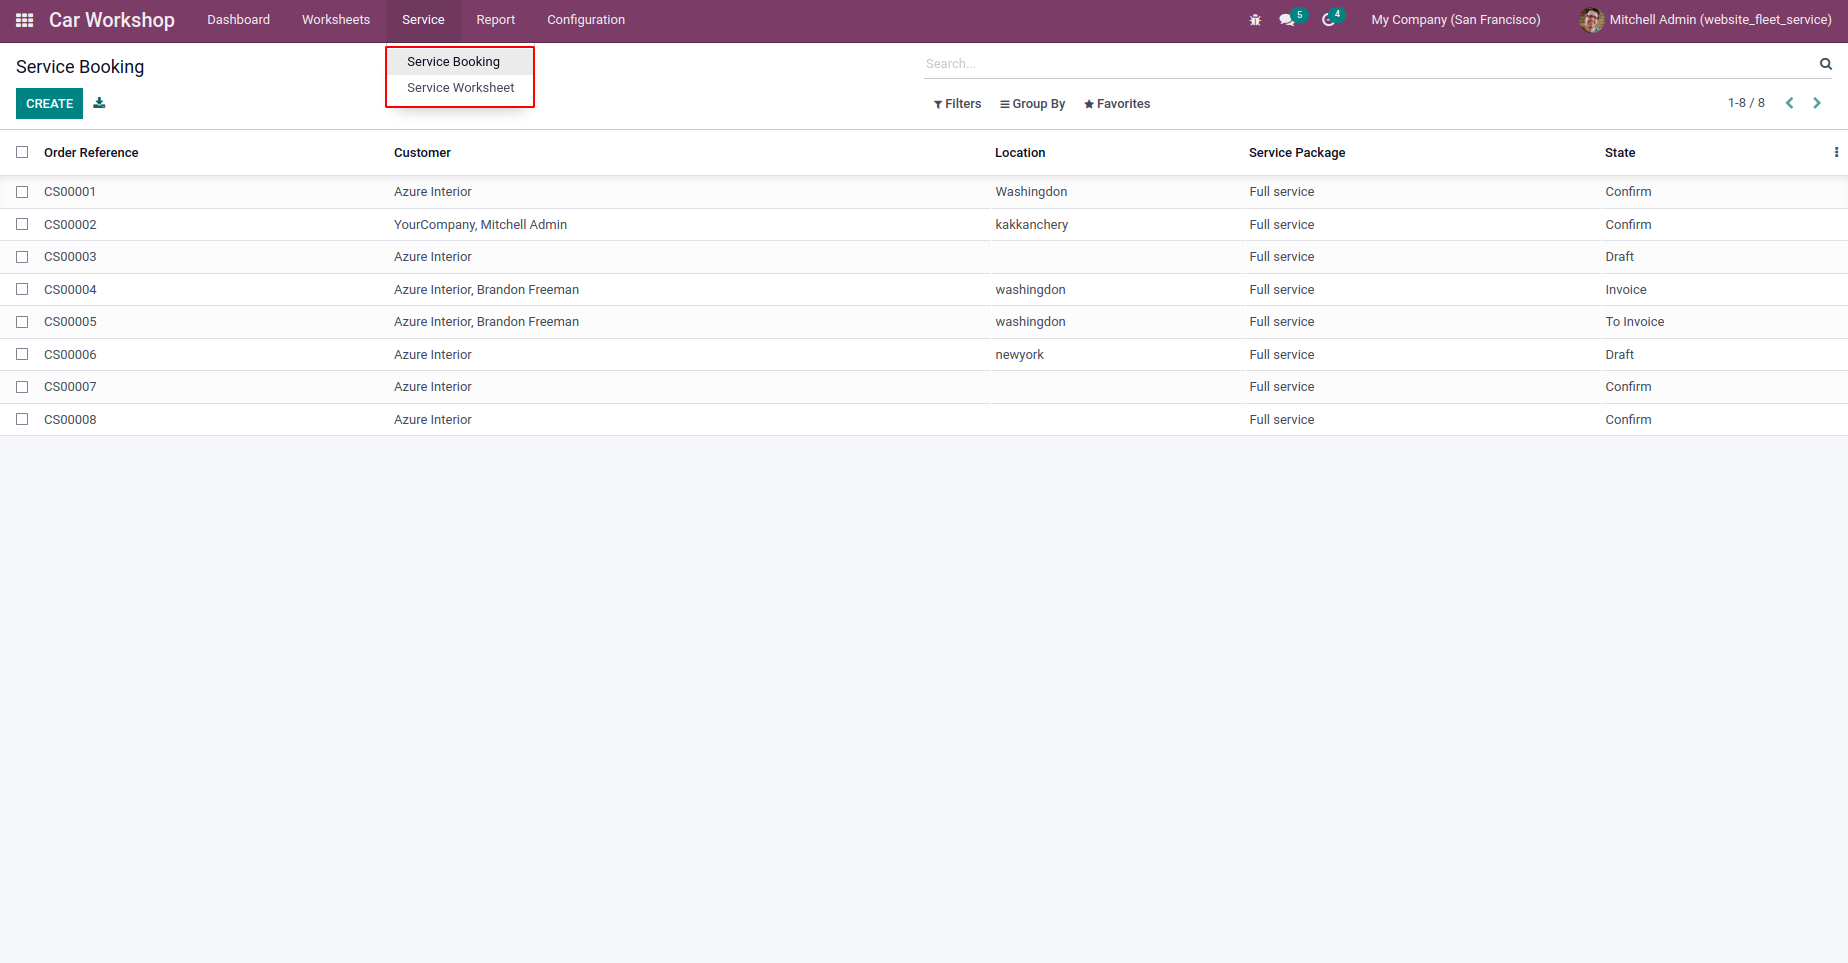 Car Workshop Dashboard Worksheets Service Report Configuration 5 4 My Company (San Francisco) Mitchell Admin (website_fleet_service)
Service Booking
Service Booking
Service Worksheet
Search...
CREATE
Filters Group By Favorites 1-8 / 8
Order Reference Customer Location Service Package State
CS00001 Azure Interior Washingdon Full service Confirm
CS00002 YourCompany, Mitchell Admin kakkanchery Full service Confirm
CS00003 Azure Interior Full service Draft
CS00004 Azure Interior, Brandon Freeman washingdon Full service Invoice
CS00005 Azure Interior, Brandon Freeman washingdon Full service To Invoice
CS00006 Azure Interior newyork Full service Draft
CS00007 Azure Interior Full service Confirm
CS00008 Azure Interior Full service Confirm